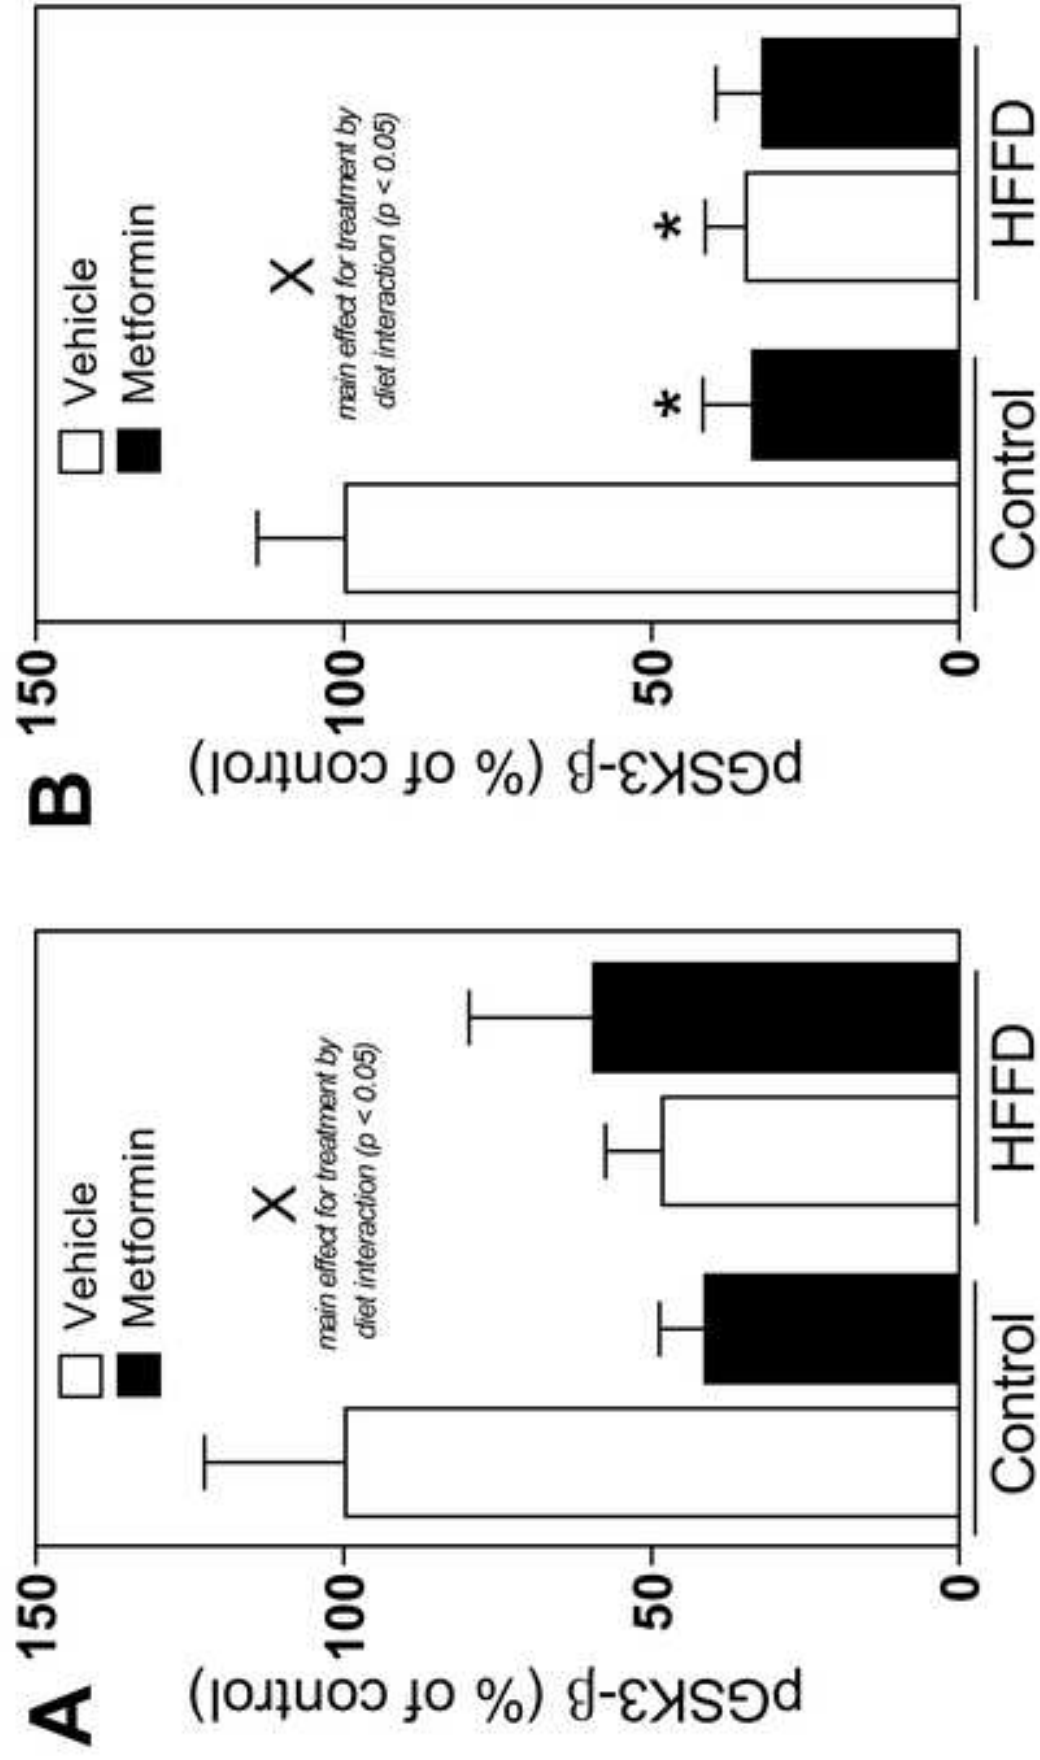 A
pGSK3-β (% of control)
150
100
50
0
Vehicle
Metformin
X
main effect for treatment by
diet interaction (p < 0.05)
Control
HFFD
B
pGSK3-β (% of control)
150
100
50
0
Vehicle
Metformin
X
main effect for treatment by
diet interaction (p < 0.05)
*
*
Control
HFFD